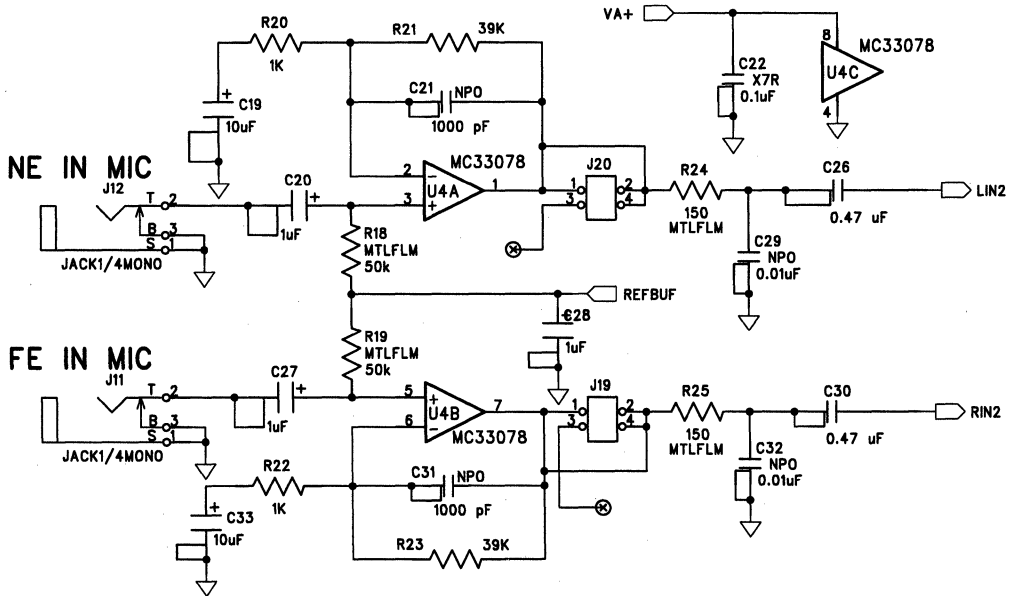 VA+
8
MC33078
U4C
4
C22
X7R
0.1uF
R20
1K
R21
39K
C21
NPO
1000 pF
+
C19
10uF
NE IN MIC
J12
T
2
B
3
S
1
JACK1/4MONO
C20
+
1uF
2
-
3
+
MC33078
U4A
1
R18
MTLFLM
50k
J20
1
2
3
4
R24
150
MTLFLM
C26
0.47 uF
LIN2
C29
NPO
0.01uF
REFBUF
+
C28
1uF
R19
MTLFLM
50k
FE IN MIC
J11
T
2
B
3
S
1
JACK1/4MONO
C27
+
1uF
5
+
6
-
U4B
7
MC33078
J19
1
2
3
4
R25
150
MTLFLM
C30
0.47 uF
RIN2
C32
NPO
0.01uF
R22
1K
C31
NPO
1000 pF
+
C33
10uF
R23
39K